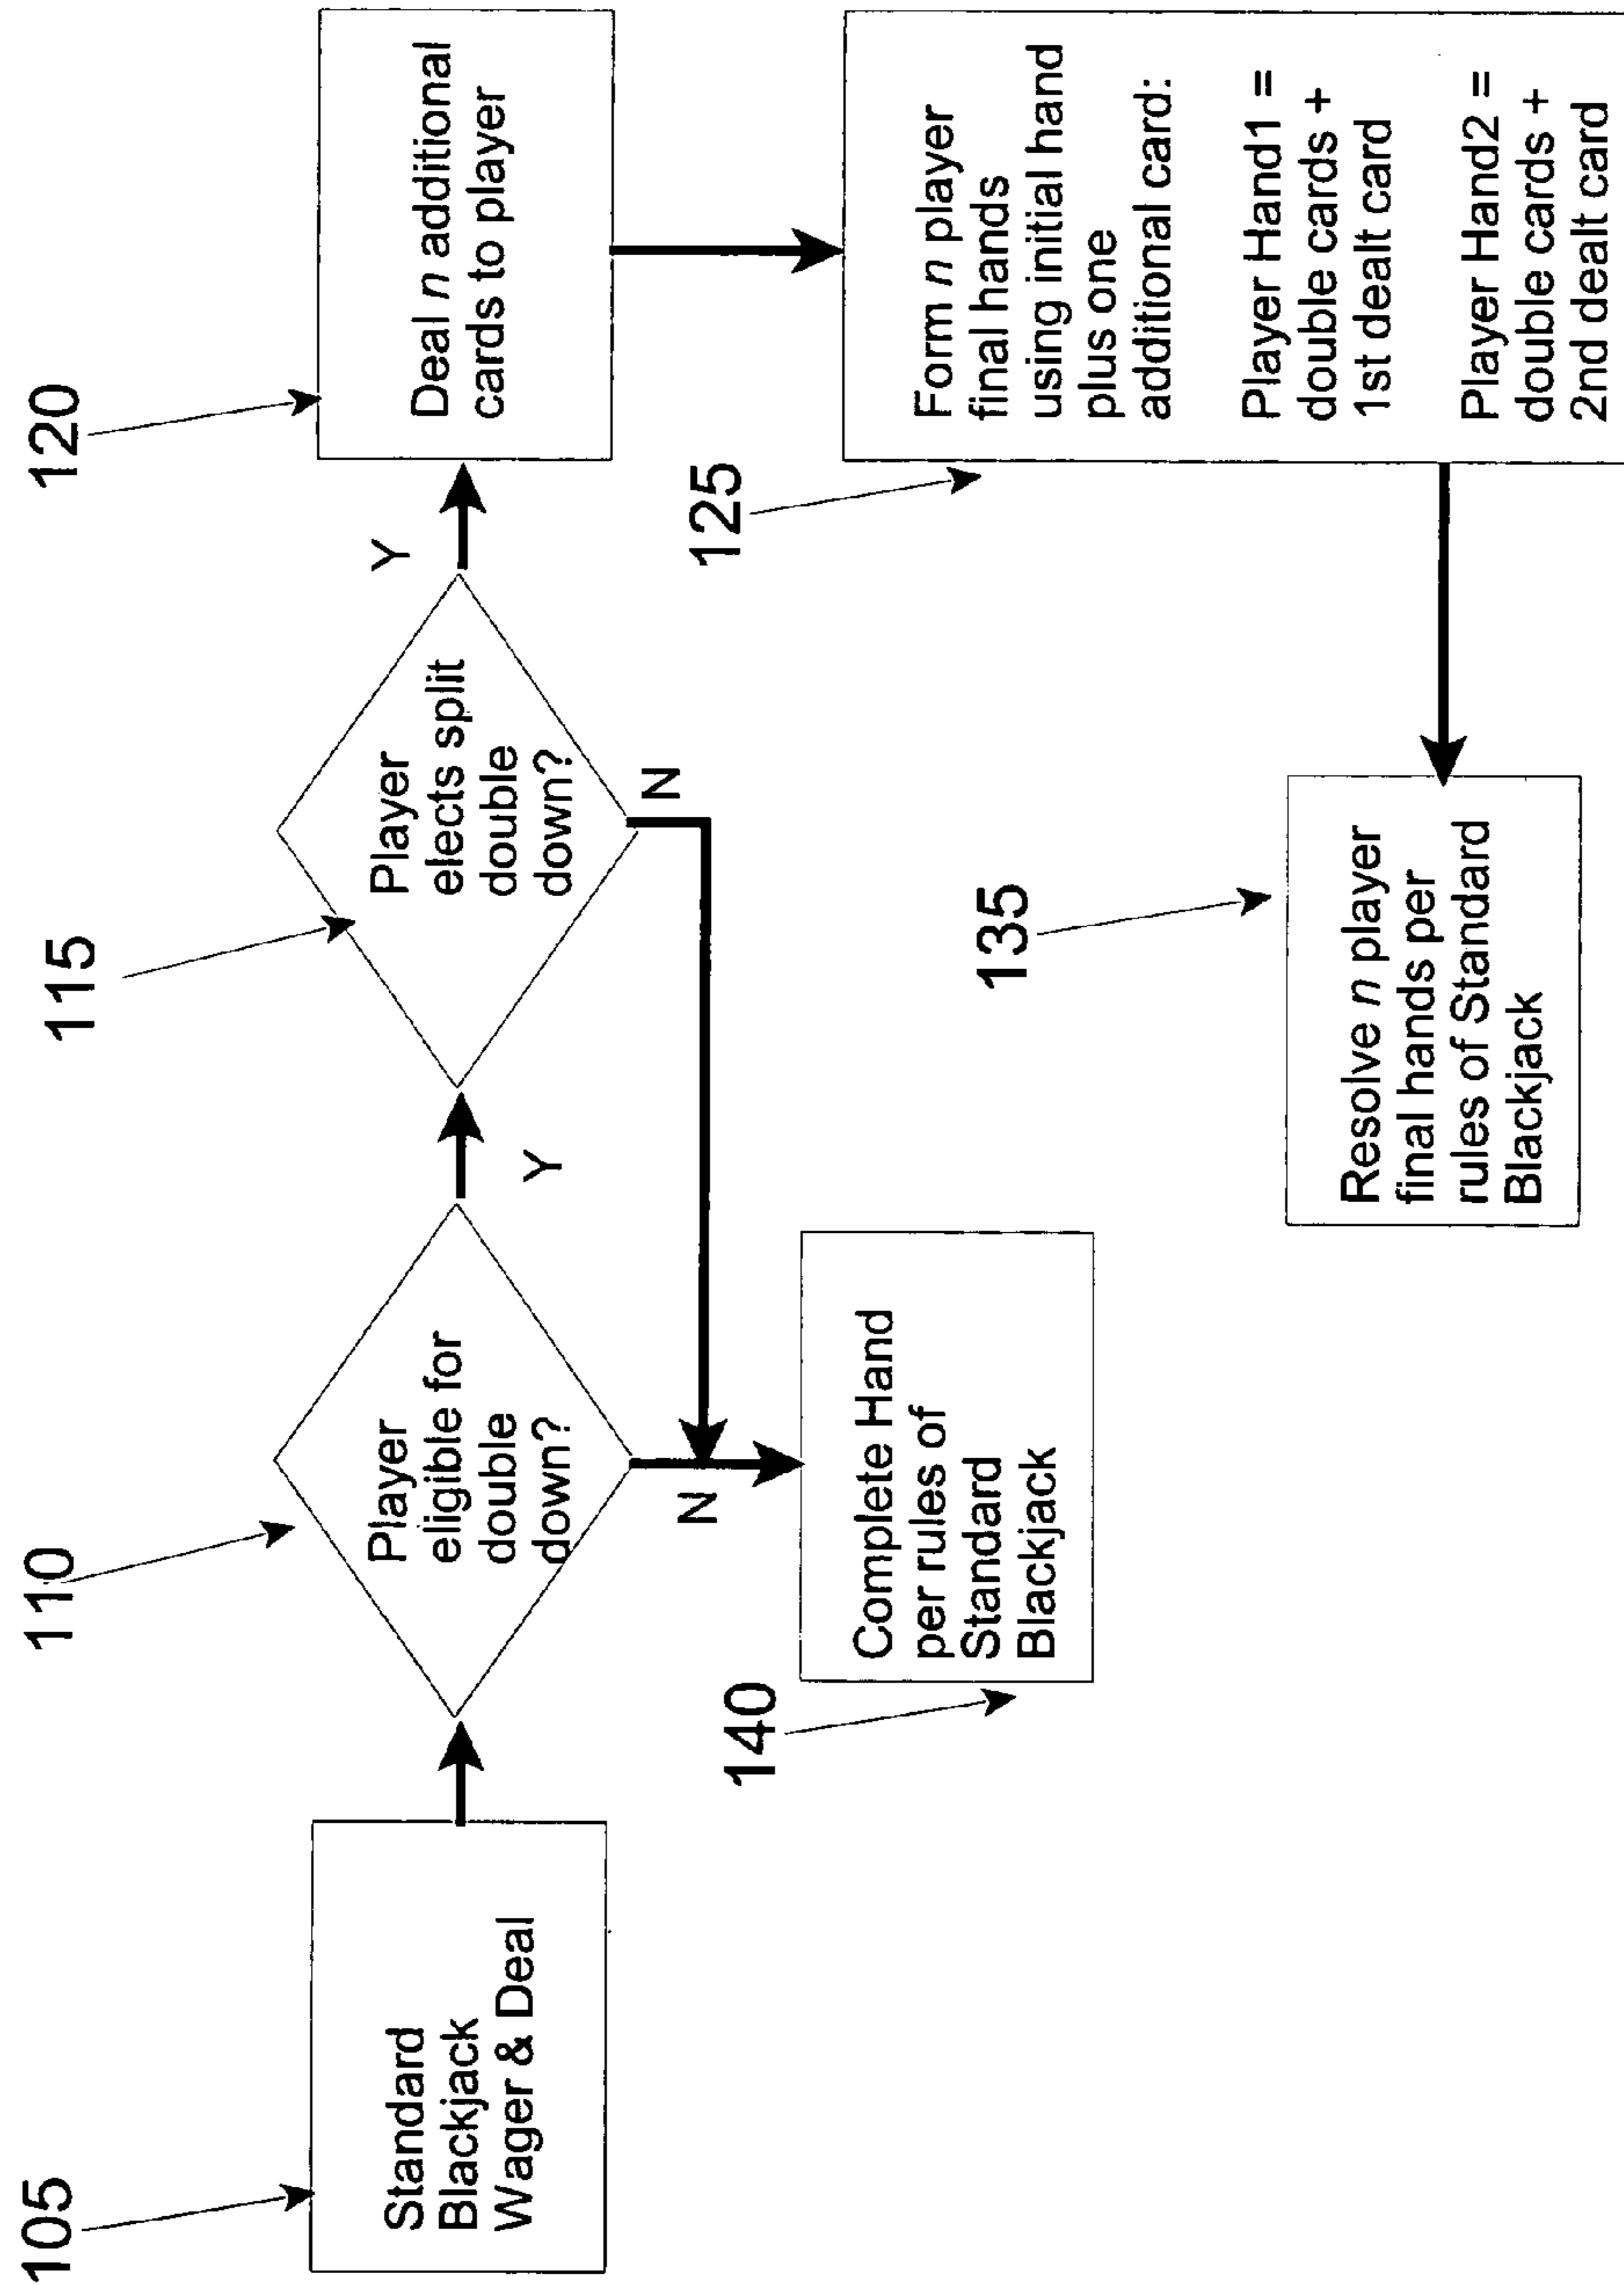 105
Standard
Blackjack
Wager & Deal
110
Player
eligible for
double
down?
Y
N
115
Player
elects split
double
down?
Y
N
120
Deal n additional
cards to player
125
Form n player
final hands
using initial hand
plus one
additional card:
Player Hand1 =
double cards +
1st dealt card
Player Hand2 =
double cards +
2nd dealt card
140
Complete Hand
per rules of
Standard
Blackjack
135
Resolve n player
final hands per
rules of Standard
Blackjack